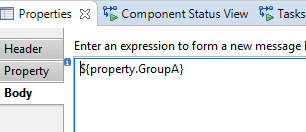 Properties Component Status View Tasks
Enter an expression to form a new message
Header
Property
Body
${property.GroupA}